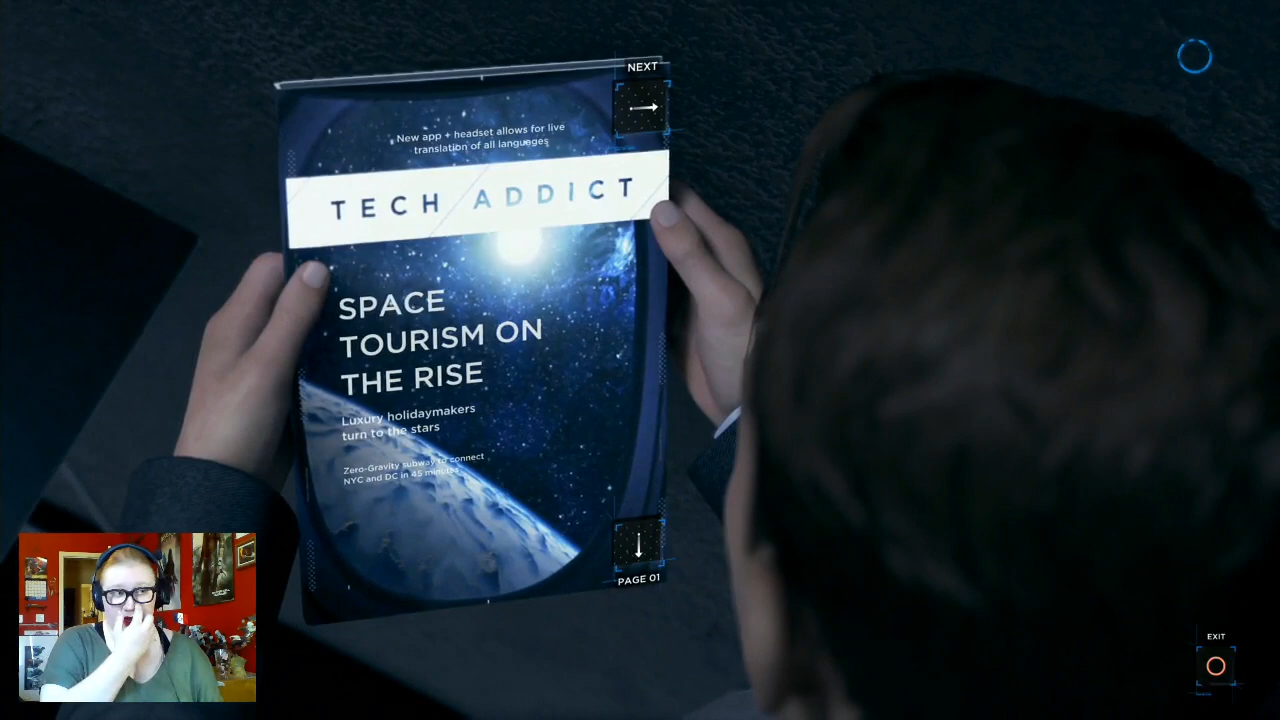 NEXT
New app + headset allows for live
translation of all languages
TECH ADDICT
SPACE
TOURISM ON
THE RISE
Luxury holidaymakers
turn to the stars
Zero-Gravity subway to connect
NYC and DC in 45 minutes
PAGE 01
EXIT